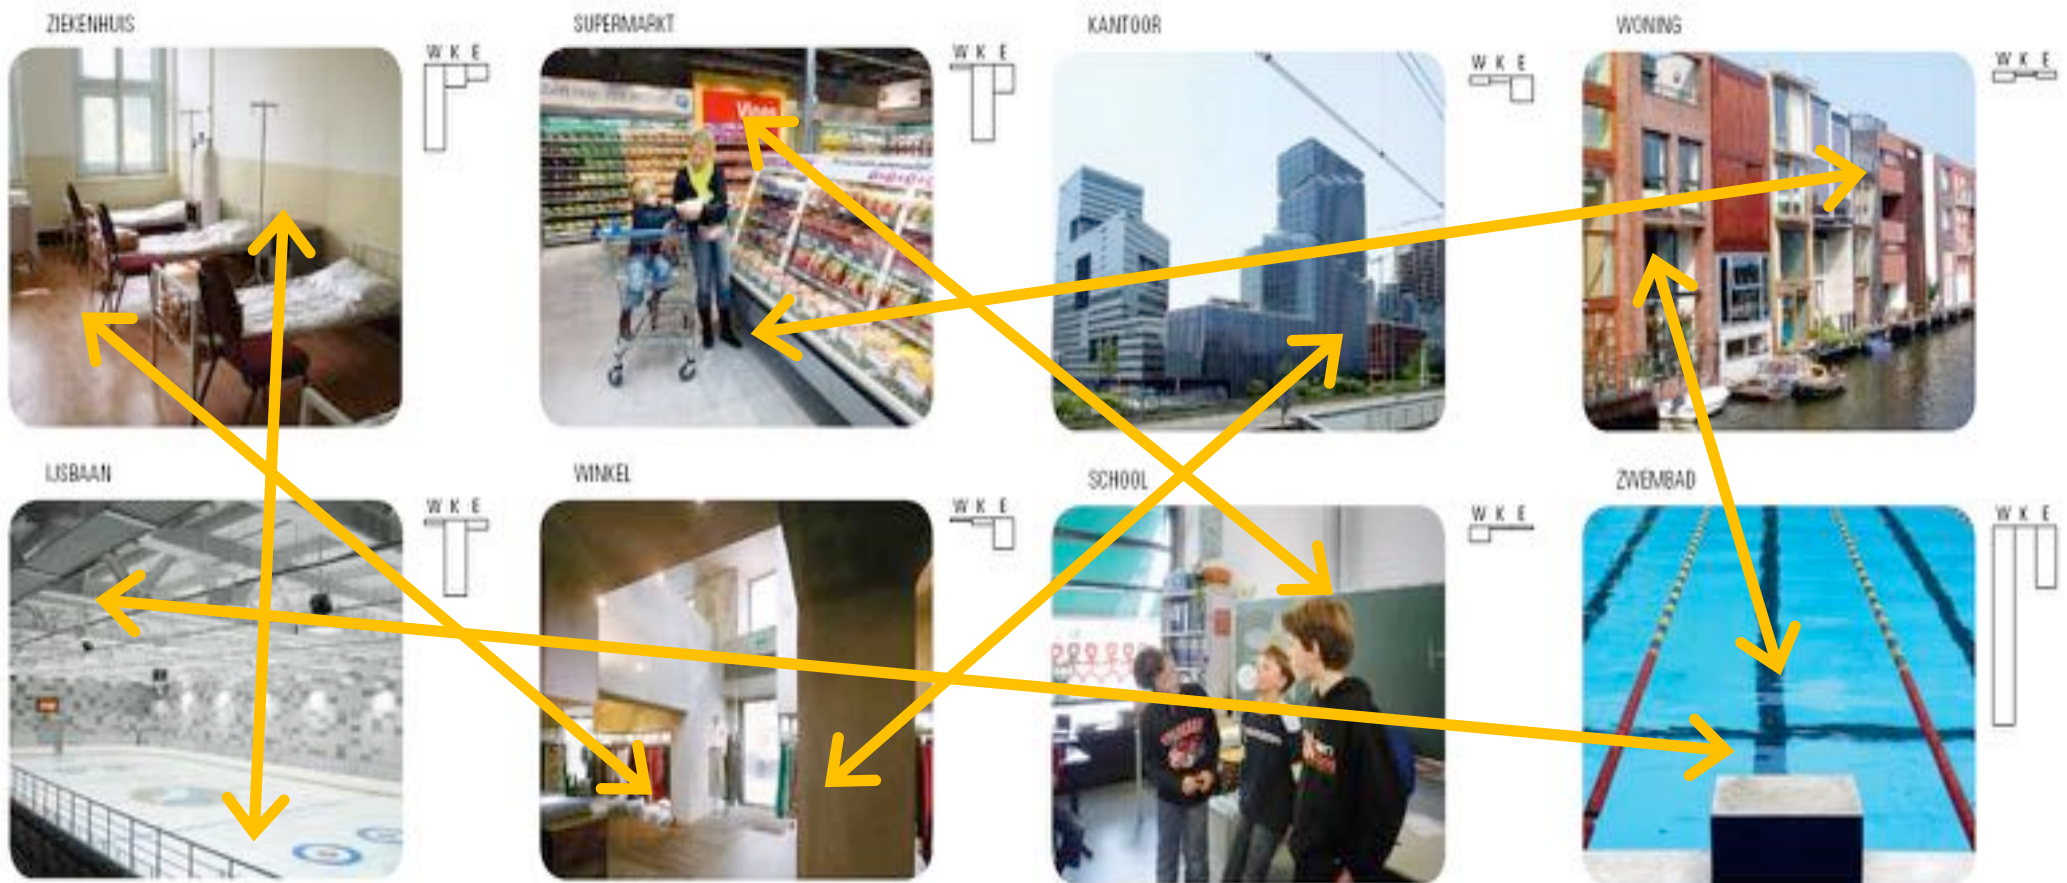 ZIEKENHUIS
W K E
SUPERMARKT
W K E
KANTOOR
W K E
WONING
W K E
Vlees
IJSBAAN
W K E
WINKEL
W K E
SCHOOL
W K E
ZWEMBAD
W K E